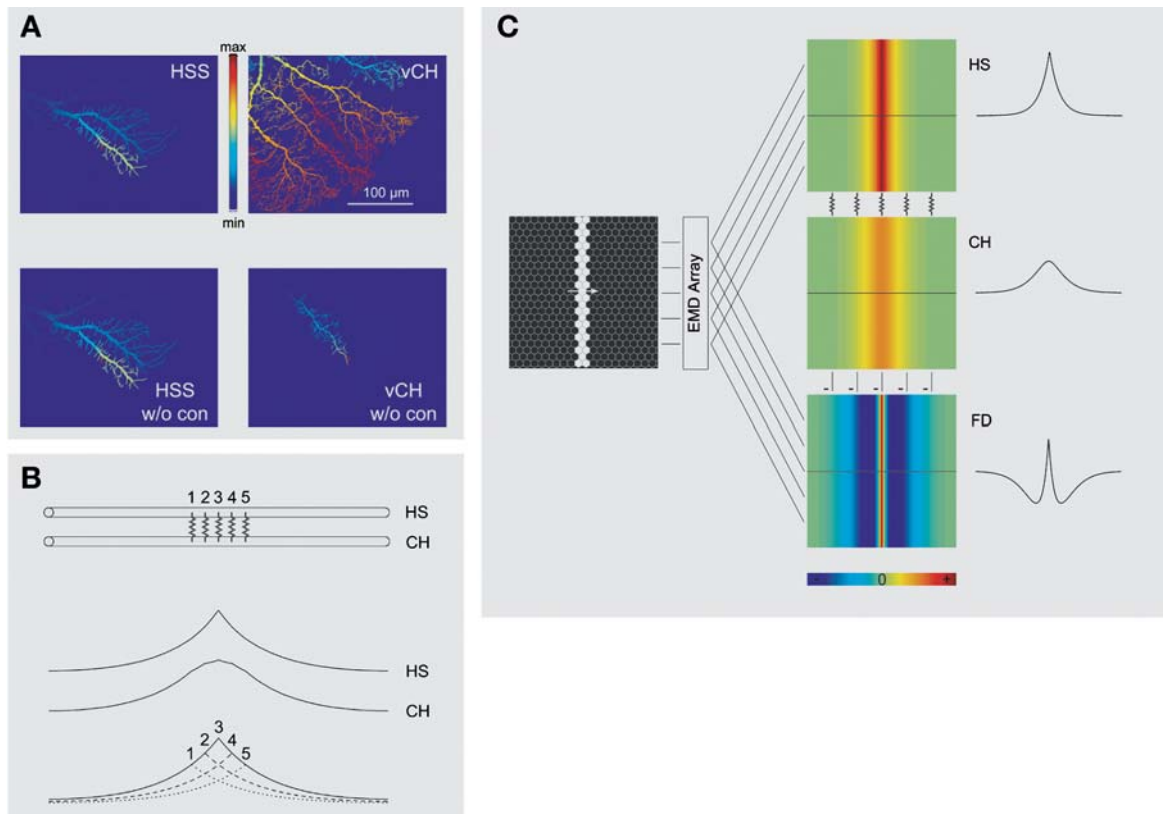 A
max
HSS
vCH
100 µm
min
HSS
w/o con
vCH
w/o con
B
1 2 3 4 5
HS
CH
HS
CH
3
2 4
1 5
C
EMD Array
HS
CH
- - - - -
FD
- 0 +